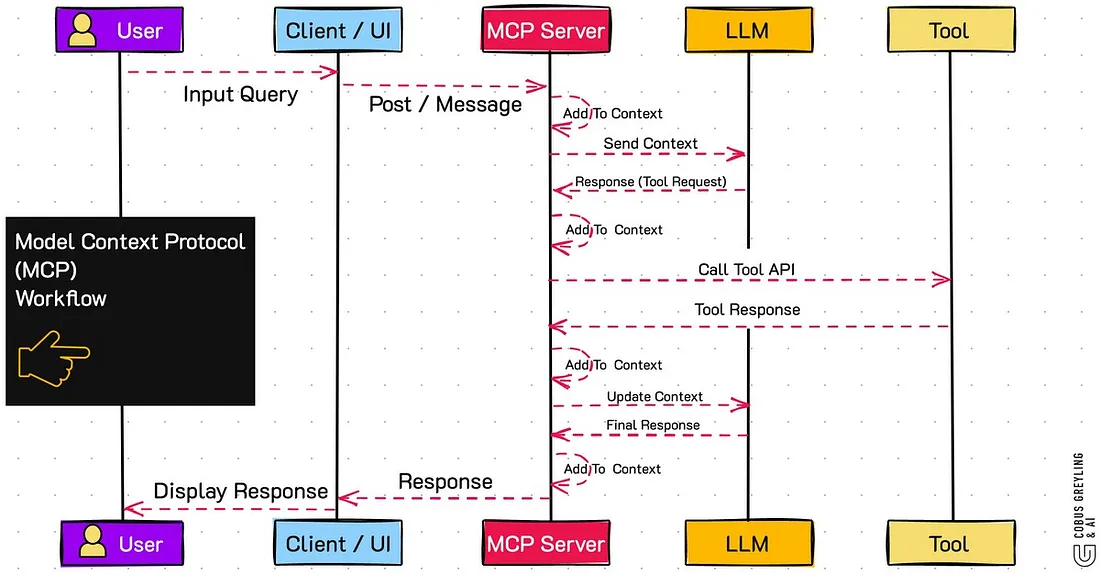 User
Client / UI
MCP Server
LLM
Tool
Input Query
Post / Message
Add To Context
Send Context
Response (Tool Request)
Add To Context
Model Context Protocol
(MCP)
Workflow
Call Tool API
Tool Response
Add To Context
Update Context
Final Response
Add To Context
Response
Display Response
User
Client / UI
MCP Server
LLM
Tool
COBUS GREYLING
& AI